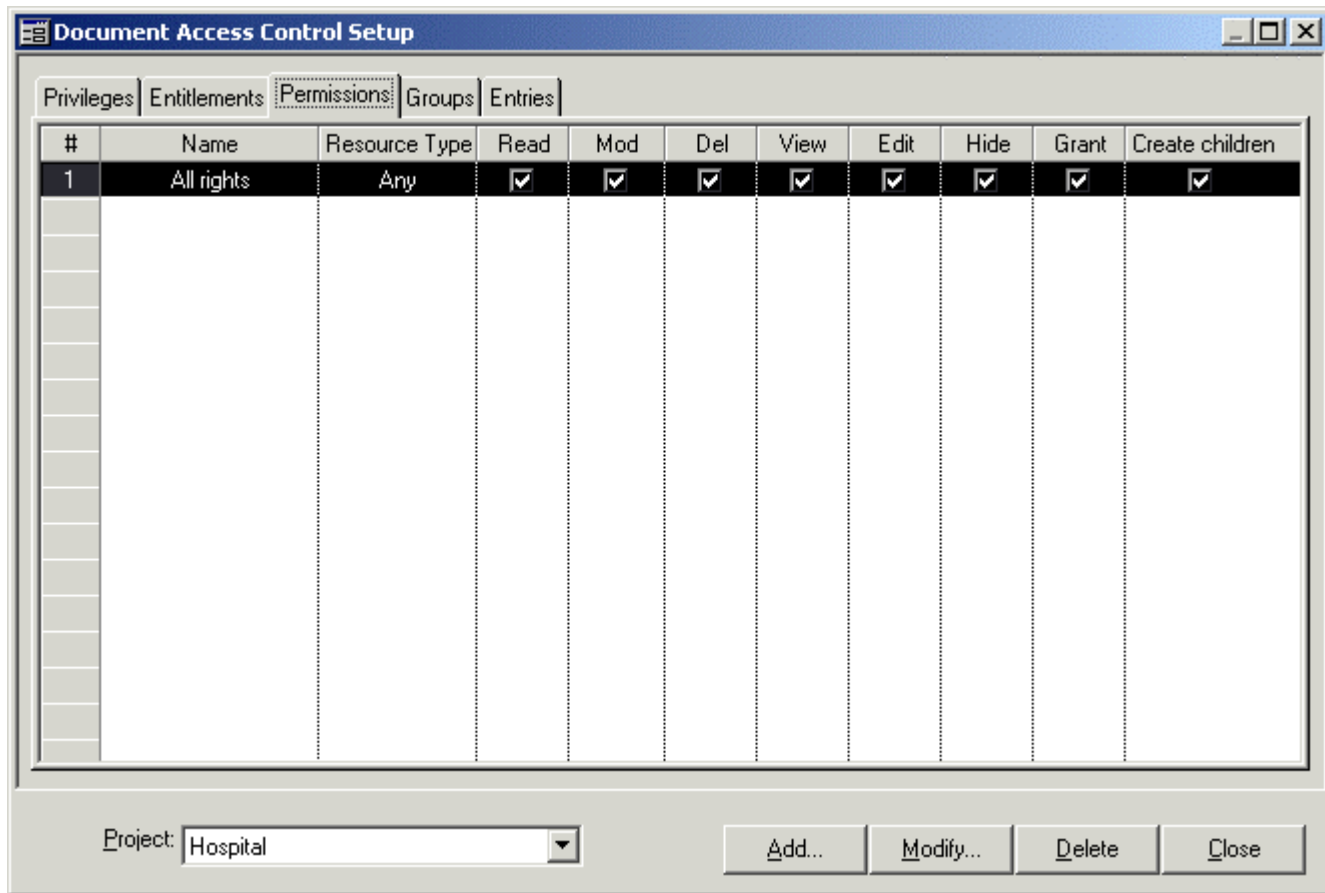 Document Access Control Setup
Privileges Entitlements Permissions Groups Entries
# Name Resource Type Read Mod Del View Edit Hide Grant Create children
1 All rights Any
Project: Hospital Add... Modify... Delete Close